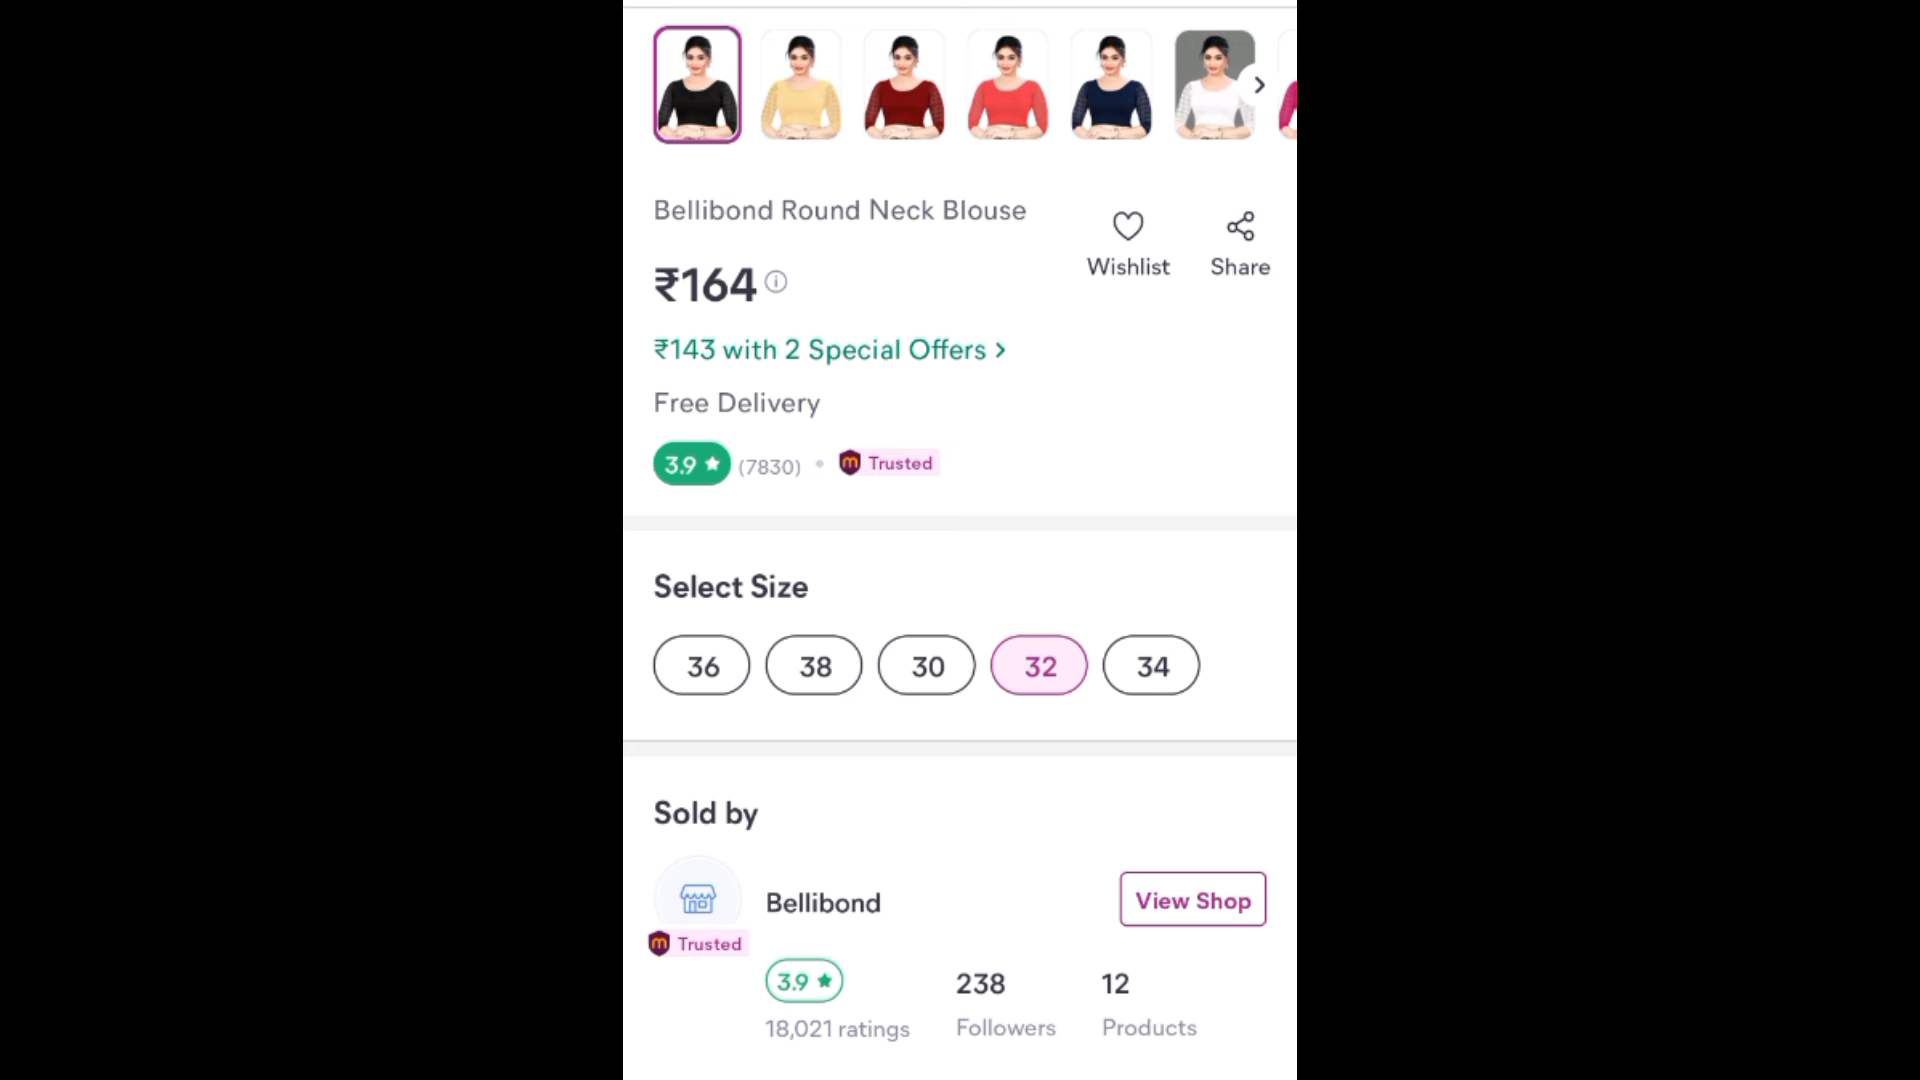 Bellibond Round Neck Blouse
Wishlist
Share
₹164
₹143 with 2 Special Offers >
Free Delivery
3.9 ★ (7830) • m Trusted
Select Size
36 38 30 32 34
Sold by
Bellibond
View Shop
m Trusted
3.9 ★ 238 12
18,021 ratings Followers Products